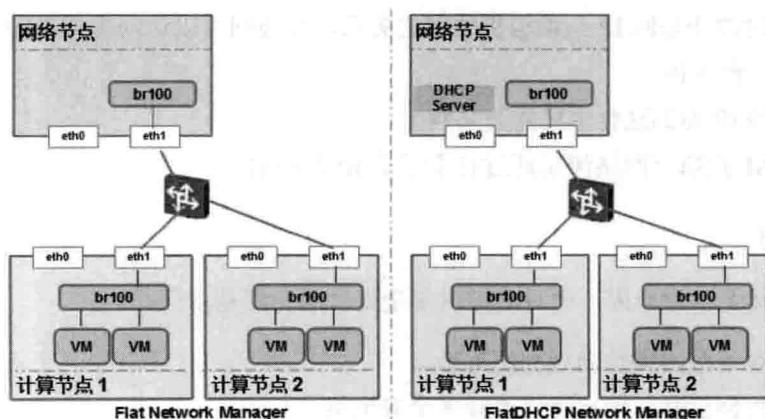 网络节点
br100
eth0
eth1
eth0
eth1
eth0
eth1
br100
br100
VM
VM
VM
VM
计算节点 1
计算节点 2
Flat Network Manager
网络节点
DHCP
Server
br100
eth0
eth1
eth0
eth1
eth0
eth1
br100
br100
VM
VM
VM
VM
计算节点 1
计算节点 2
FlatDHCP Network Manager